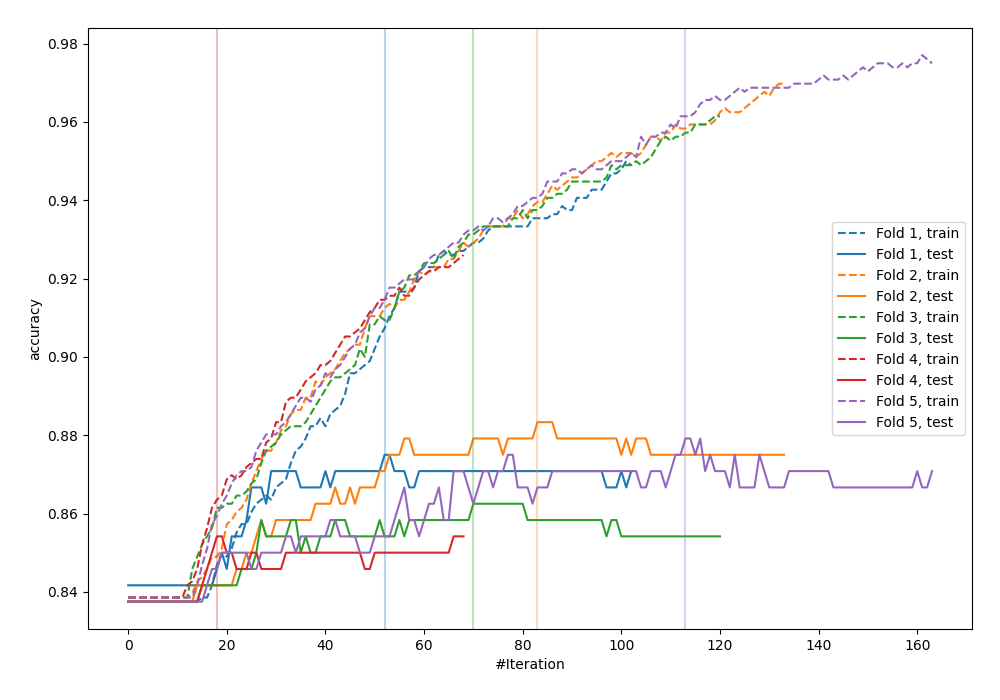 0.98
0.96
0.94
0.92
0.90
0.88
0.86
0.84
accuracy
0 20 40 60 80 100 120 140 160
#Iteration
Fold 1, train
Fold 1, test
Fold 2, train
Fold 2, test
Fold 3, train
Fold 3, test
Fold 4, train
Fold 4, test
Fold 5, train
Fold 5, test